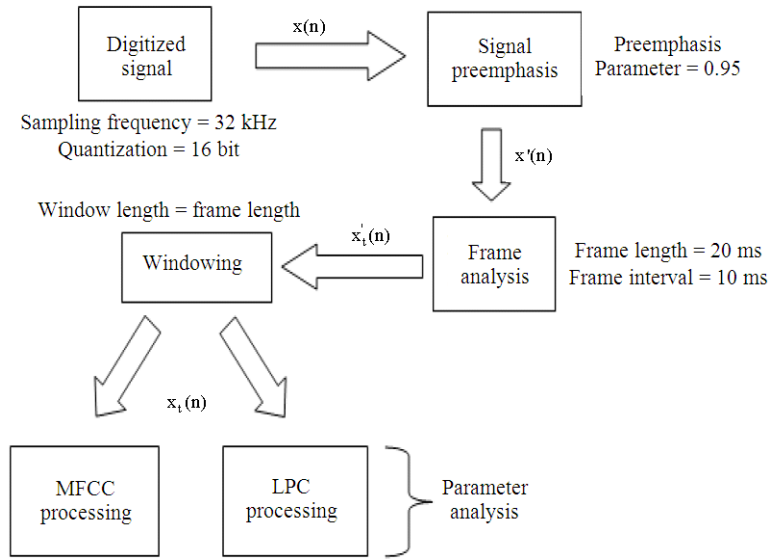 Digitized
signal
x(n)
Signal
preemphasis
Preemphasis
Parameter = 0.95
Sampling frequency = 32 kHz
Quantization = 16 bit
x'(n)
Window length = frame length
Windowing
x't(n)
Frame
analysis
Frame length = 20 ms
Frame interval = 10 ms
xt(n)
MFCC
processing
LPC
processing
Parameter
analysis